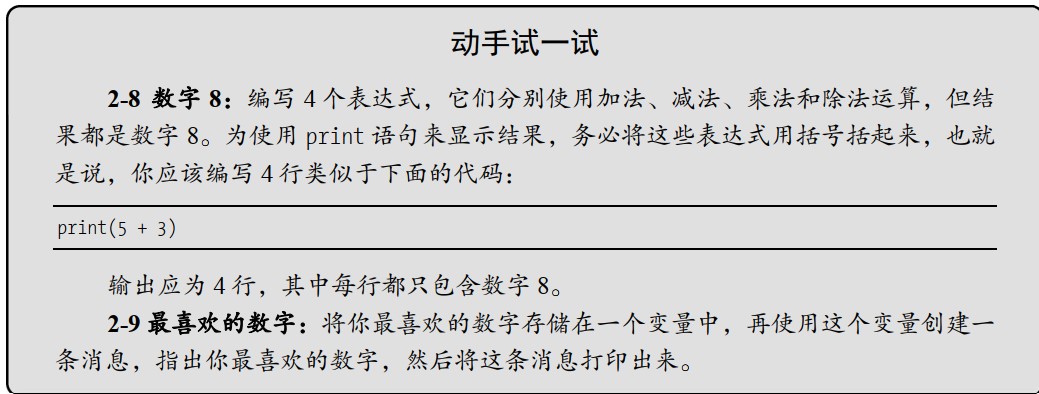 动手试一试
2-8 数字 8：编写 4 个表达式，它们分别使用加法、减法、乘法和除法运算，但结
果都是数字 8。为使用 print 语句来显示结果，务必将这些表达式用括号括起来，也就
是说，你应该编写 4 行类似于下面的代码：
print(5 + 3)
输出应为 4 行，其中每行都只包含数字 8。
2-9 最喜欢的数字：将你最喜欢的数字存储在一个变量中，再使用这个变量创建一
条消息，指出你最喜欢的数字，然后将这条消息打印出来。